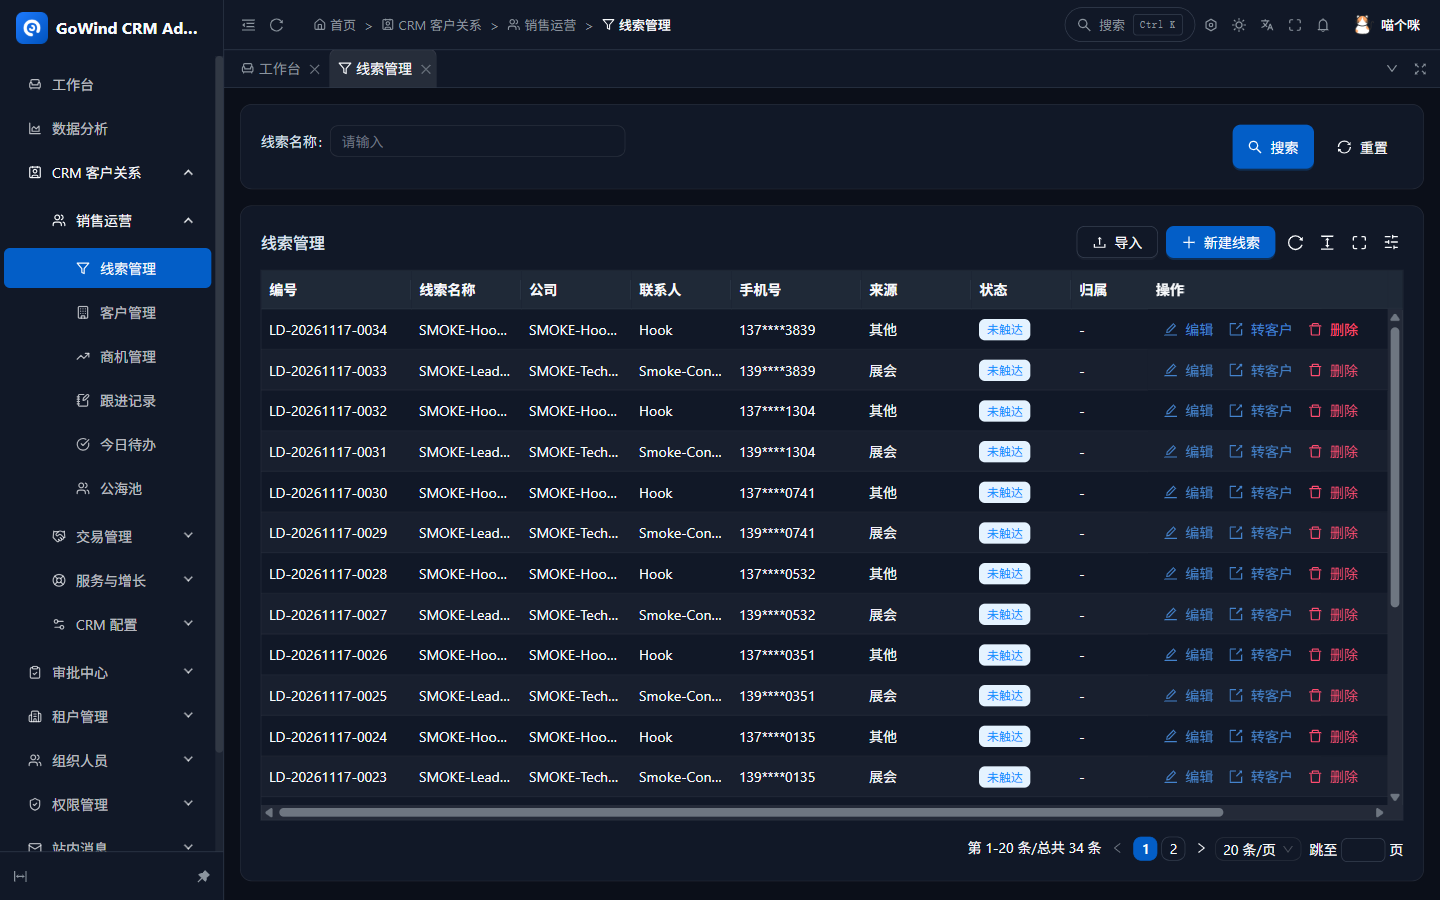 GoWind CRM Ad...
首页 > CRM 客户关系 > 销售运营 > 线索管理
搜索 Ctrl K
喵个咪
工作台 线索管理
工作台
数据分析
CRM 客户关系
销售运营
线索管理
客户管理
商机管理
跟进记录
今日待办
公海池
交易管理
服务与增长
CRM 配置
审批中心
租户管理
组织人员
权限管理
站内消息
线索名称: 请输入
搜索 重置
线索管理
导入 新建线索
编号 线索名称 公司 联系人 手机号 来源 状态 归属 操作
LD-20261117-0034 SMOKE-Hoo... SMOKE-Hoo... Hook 137****3839 其他 未触达 - 编辑 转客户 删除
LD-20261117-0033 SMOKE-Lead... SMOKE-Tech... Smoke-Con... 139****3839 展会 未触达 - 编辑 转客户 删除
LD-20261117-0032 SMOKE-Hoo... SMOKE-Hoo... Hook 137****1304 其他 未触达 - 编辑 转客户 删除
LD-20261117-0031 SMOKE-Lead... SMOKE-Tech... Smoke-Con... 139****1304 展会 未触达 - 编辑 转客户 删除
LD-20261117-0030 SMOKE-Hoo... SMOKE-Hoo... Hook 137****0741 其他 未触达 - 编辑 转客户 删除
LD-20261117-0029 SMOKE-Lead... SMOKE-Tech... Smoke-Con... 139****0741 展会 未触达 - 编辑 转客户 删除
LD-20261117-0028 SMOKE-Hoo... SMOKE-Hoo... Hook 137****0532 其他 未触达 - 编辑 转客户 删除
LD-20261117-0027 SMOKE-Lead... SMOKE-Tech... Smoke-Con... 139****0532 展会 未触达 - 编辑 转客户 删除
LD-20261117-0026 SMOKE-Hoo... SMOKE-Hoo... Hook 137****0351 其他 未触达 - 编辑 转客户 删除
LD-20261117-0025 SMOKE-Lead... SMOKE-Tech... Smoke-Con... 139****0351 展会 未触达 - 编辑 转客户 删除
LD-20261117-0024 SMOKE-Hoo... SMOKE-Hoo... Hook 137****0135 其他 未触达 - 编辑 转客户 删除
LD-20261117-0023 SMOKE-Lead... SMOKE-Tech... Smoke-Con... 139****0135 展会 未触达 - 编辑 转客户 删除
第 1-20 条/总共 34 条 1 2 20 条/页 跳至 页